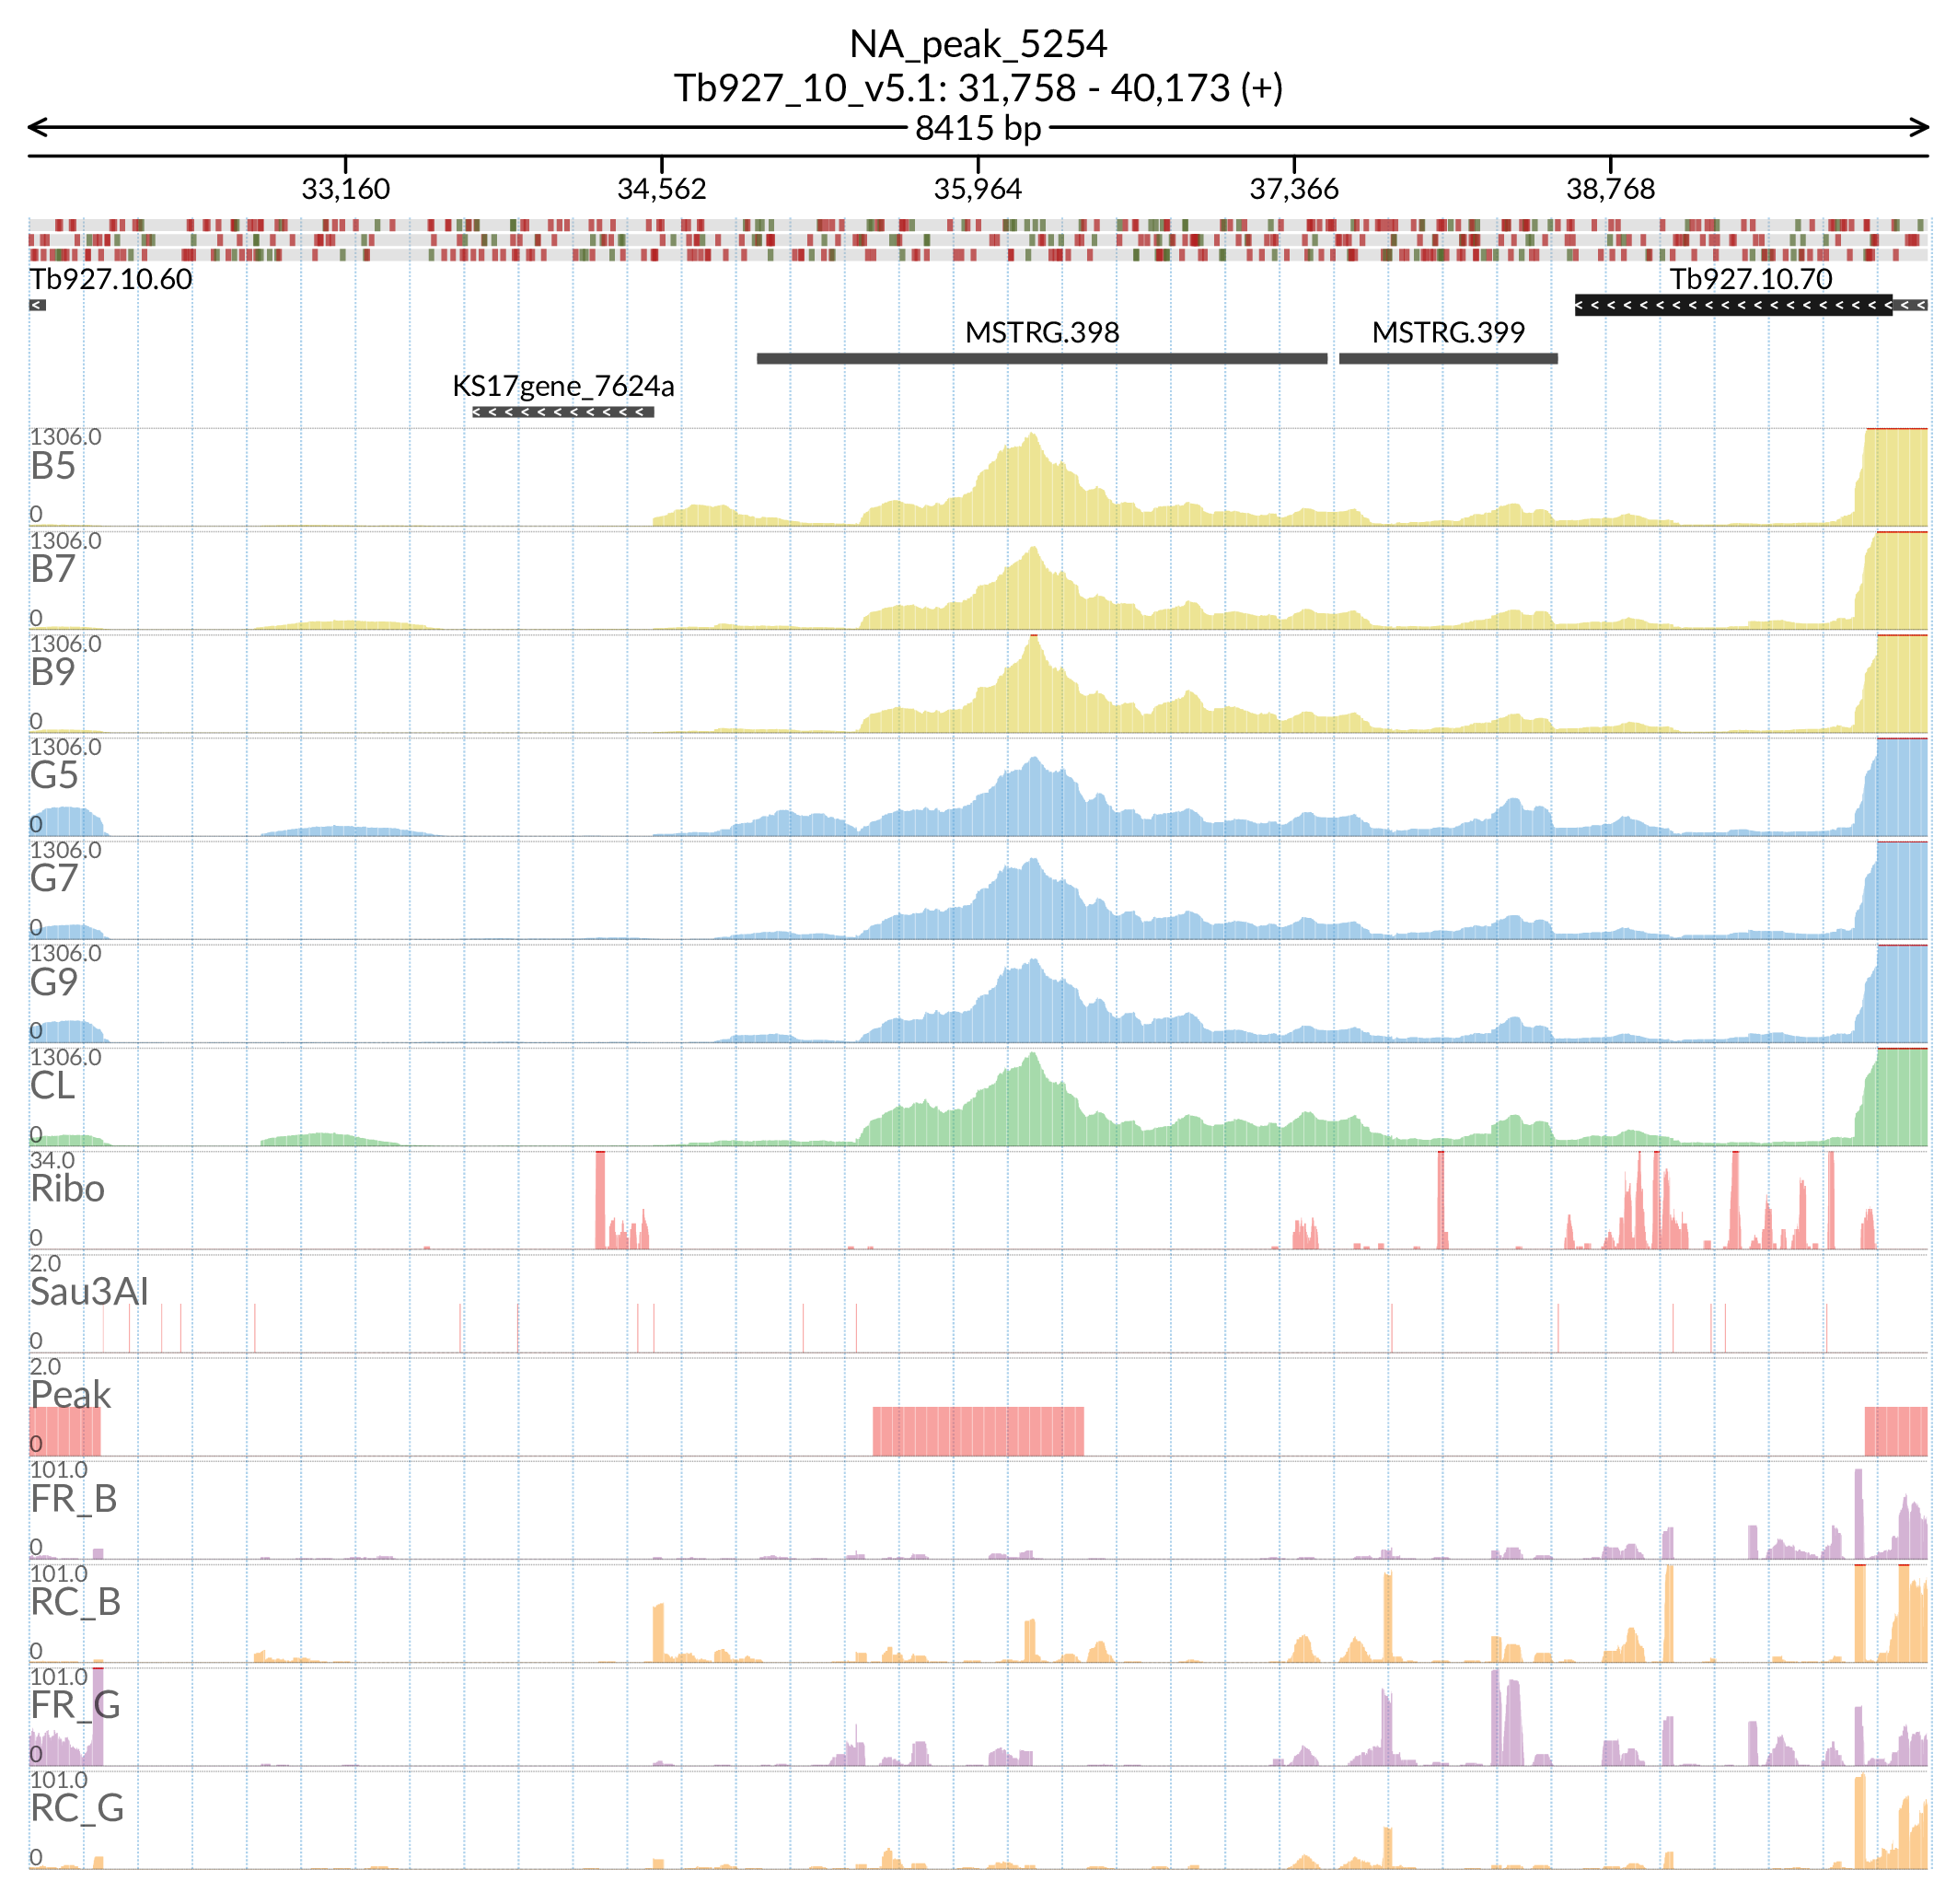 NA_peak_5254
Tb927_10_v5.1: 31,758 - 40,173 (+)
8415 bp
33,160 34,562 35,964 37,366 38,768
Tb927.10.60 Tb927.10.70
MSTRG.398 MSTRG.399
KS17gene_7624a
1306.0
B5
0
1306.0
B7
0
1306.0
B9
0
1306.0
G5
0
1306.0
G7
0
1306.0
G9
0
1306.0
CL
0
34.0
Ribo
0
2.0
Sau3AI
0
2.0
Peak
0
101.0
FR_B
0
101.0
RC_B
0
101.0
FR_G
0
101.0
RC_G
0